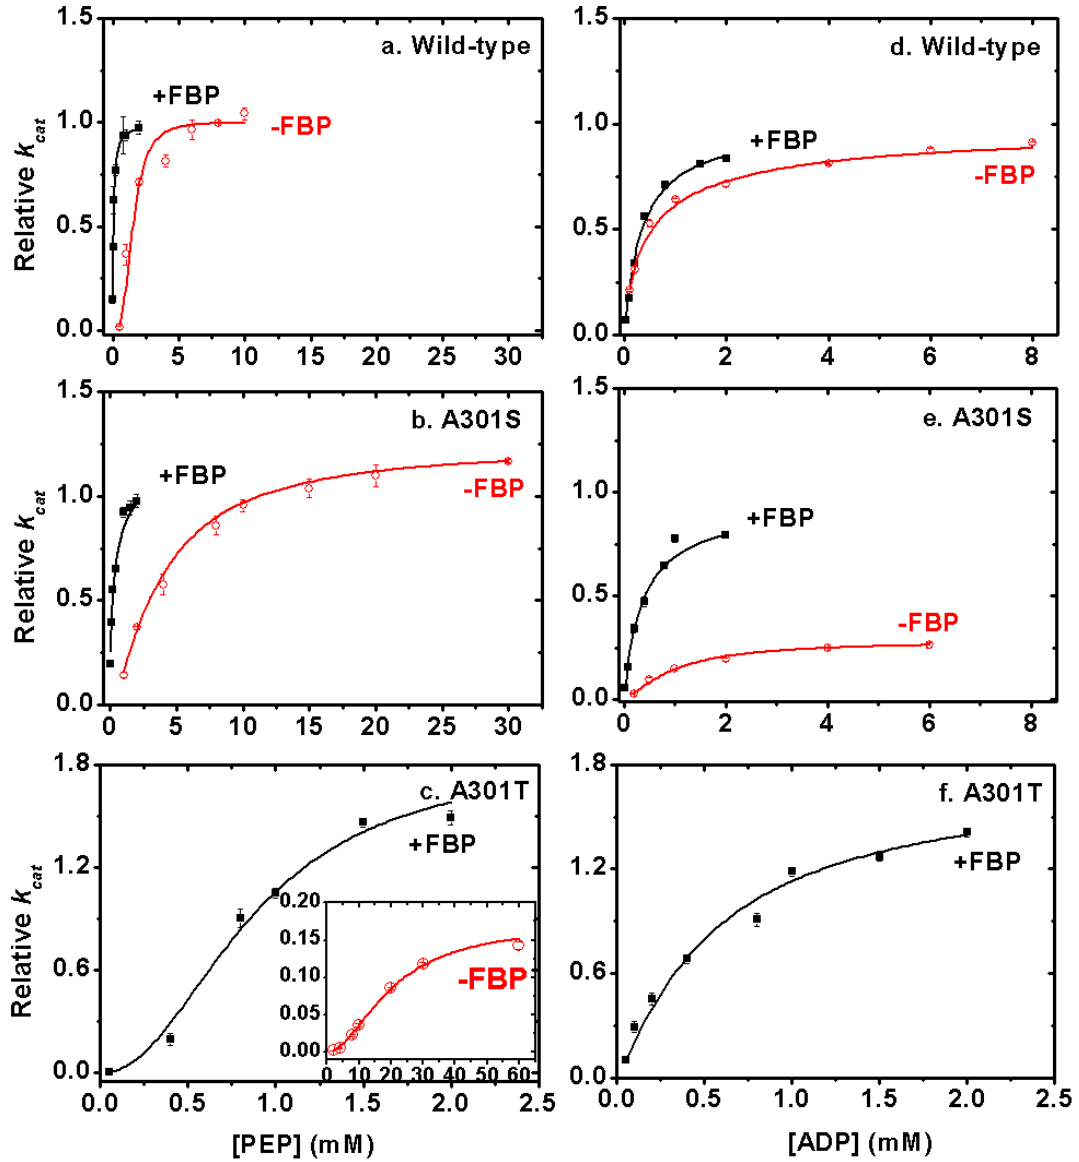 a. Wild-type
+FBP
-FBP
Relative kcat
1.5
1.0
0.5
0.0
0 5 10 15 20 25 30
d. Wild-type
+FBP
-FBP
Relative kcat
1.5
1.0
0.5
0.0
0 2 4 6 8
b. A301S
+FBP
-FBP
Relative kcat
1.5
1.0
0.5
0.0
0 5 10 15 20 25 30
e. A301S
+FBP
-FBP
Relative kcat
1.5
1.0
0.5
0.0
0 2 4 6 8
c. A301T
+FBP
Relative kcat
1.8
1.2
0.6
0.0
0.20
0.15
0.10
0.05
0.00
-FBP
0 10 20 30 40 50 60
0.0 0.5 1.0 1.5 2.0 2.5
[PEP] (mM)
f. A301T
+FBP
Relative kcat
1.8
1.2
0.6
0.0
0.0 0.5 1.0 1.5 2.0 2.5
[ADP] (mM)